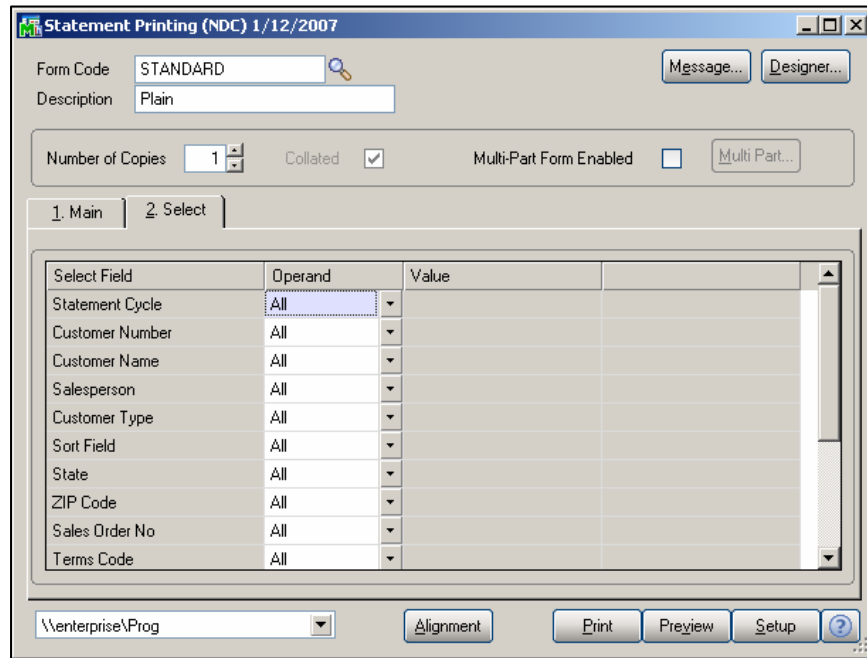 Statement Printing (NDC) 1/12/2007
Form Code STANDARD Message... Designer...
Description Plain
Number of Copies 1 Collated Multi-Part Form Enabled Multi Part...
1. Main 2. Select
Select Field Operand Value
Statement Cycle All
Customer Number All
Customer Name All
Salesperson All
Customer Type All
Sort Field All
State All
ZIP Code All
Sales Order No All
Terms Code All
\\enterprise\Prog Alignment Print Preview Setup ?